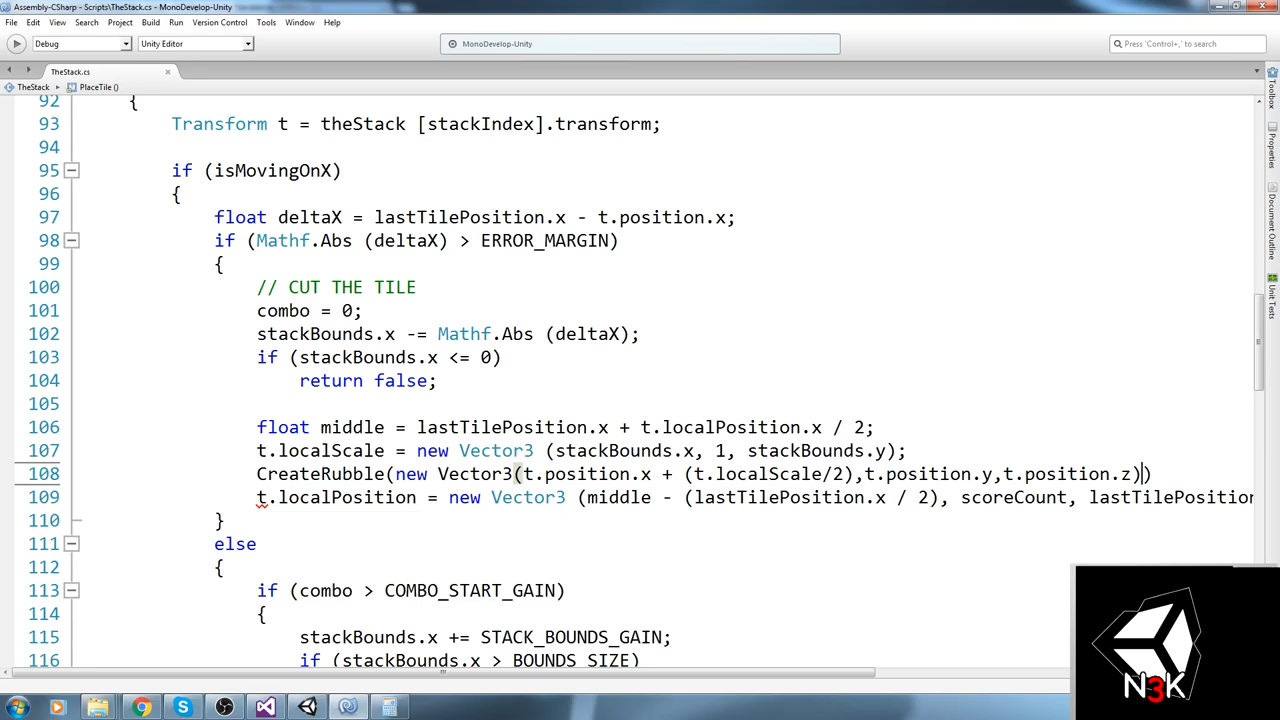 Assembly-CSharp - Scripts\TheStack.cs* - MonoDevelop-Unity
File Edit View Search Project Build Run Version Control Tools Window Help
Debug Unity Editor MonoDevelop-Unity Press 'Control+,' to search
TheStack.cs
TheStack PlaceTile ()
92 {
93 Transform t = theStack [stackIndex].transform;
94
95 if (isMovingOnX)
96 {
97 float deltaX = lastTilePosition.x - t.position.x;
98 if (Mathf.Abs (deltaX) > ERROR_MARGIN)
99 {
100 // CUT THE TILE
101 combo = 0;
102 stackBounds.x -= Mathf.Abs (deltaX);
103 if (stackBounds.x <= 0)
104 return false;
105
106 float middle = lastTilePosition.x + t.localPosition.x / 2;
107 t.localScale = new Vector3 (stackBounds.x, 1, stackBounds.y);
108 CreateRubble(new Vector3(t.position.x + (t.localScale/2),t.position.y,t.position.z))
109 t.localPosition = new Vector3 (middle - (lastTilePosition.x / 2), scoreCount, lastTilePosition
110 }
111 else
112 {
113 if (combo > COMBO_START_GAIN)
114 {
115 stackBounds.x += STACK_BOUNDS_GAIN;
116 if (stackBounds.x > BOUNDS_SIZE)
Toolbox
Properties
Document Outline
Unit Tests
N3K